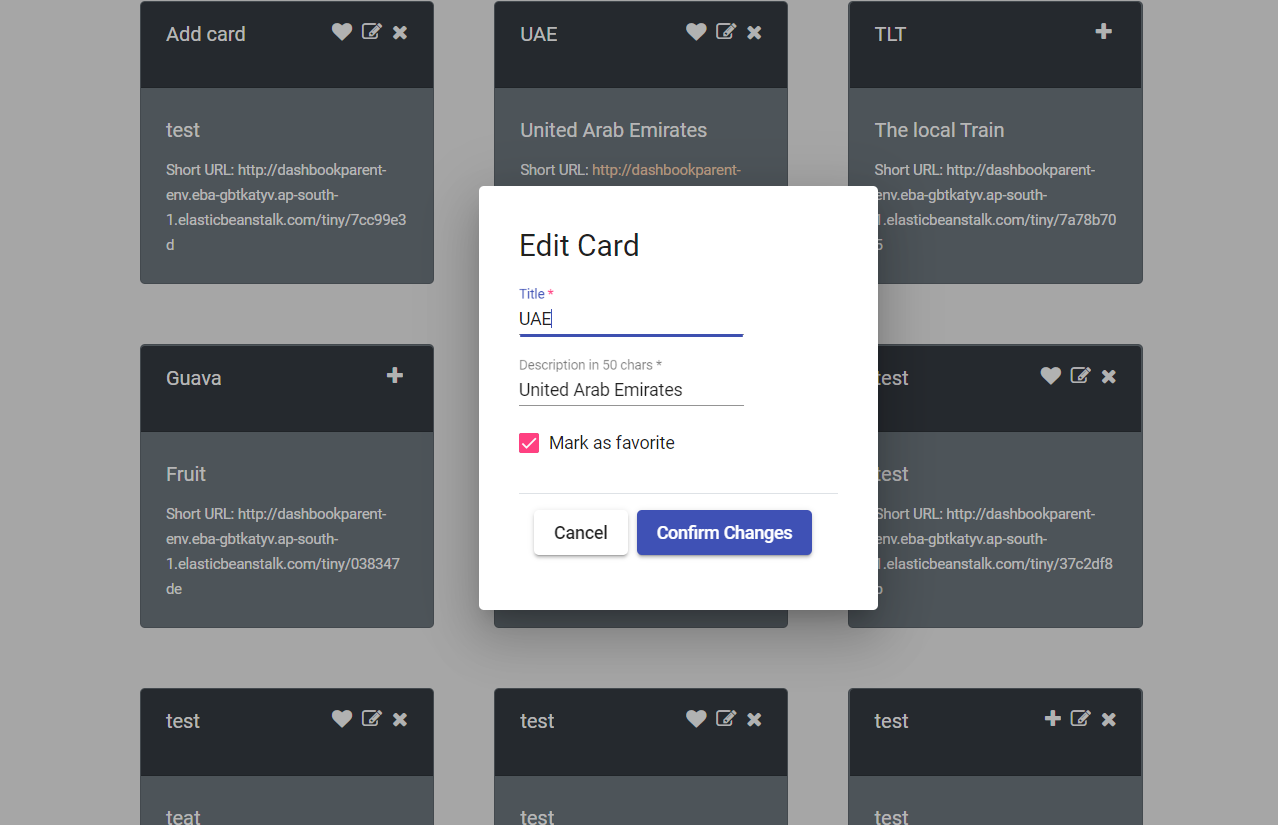 Add card
UAE
TLT
test
United Arab Emirates
The local Train
Short URL: http://dashbookparent-
env.eba-gbtkatyv.ap-south-
1.elasticbeanstalk.com/tiny/7cc99e3
d
Short URL: http://dashbookparent-
Short URL: http://dashbookparent-
env.eba-gbtkatyv.ap-south-
1.elasticbeanstalk.com/tiny/7a78b70
5
Edit Card
Title *
UAE
Description in 50 chars *
United Arab Emirates
Mark as favorite
Cancel
Confirm Changes
Guava
test
Fruit
test
Short URL: http://dashbookparent-
env.eba-gbtkatyv.ap-south-
1.elasticbeanstalk.com/tiny/038347
de
Short URL: http://dashbookparent-
env.eba-gbtkatyv.ap-south-
1.elasticbeanstalk.com/tiny/37c2df8
test
test
test
teat
test
test